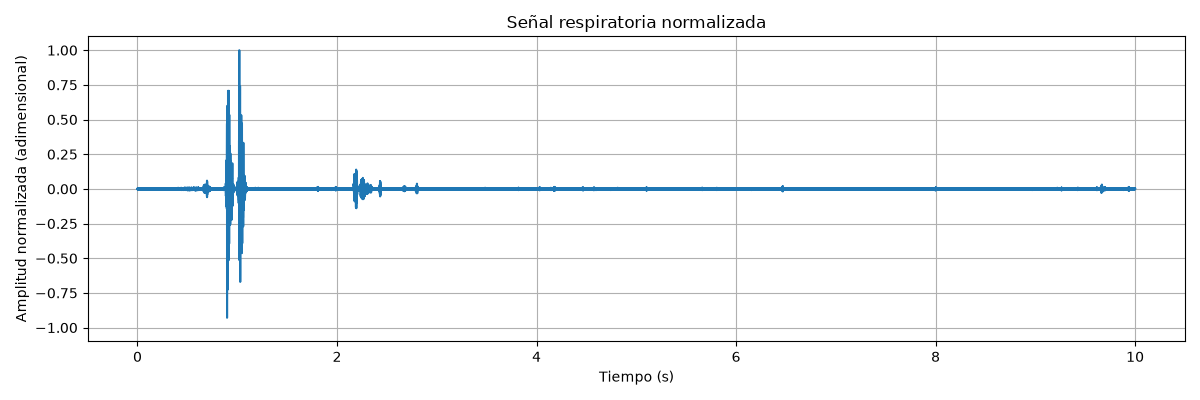 Señal respiratoria normalizada
Amplitud normalizada (adimensional)
1.00
0.75
0.50
0.25
0.00
−0.25
−0.50
−0.75
−1.00
0 2 4 6 8 10
Tiempo (s)